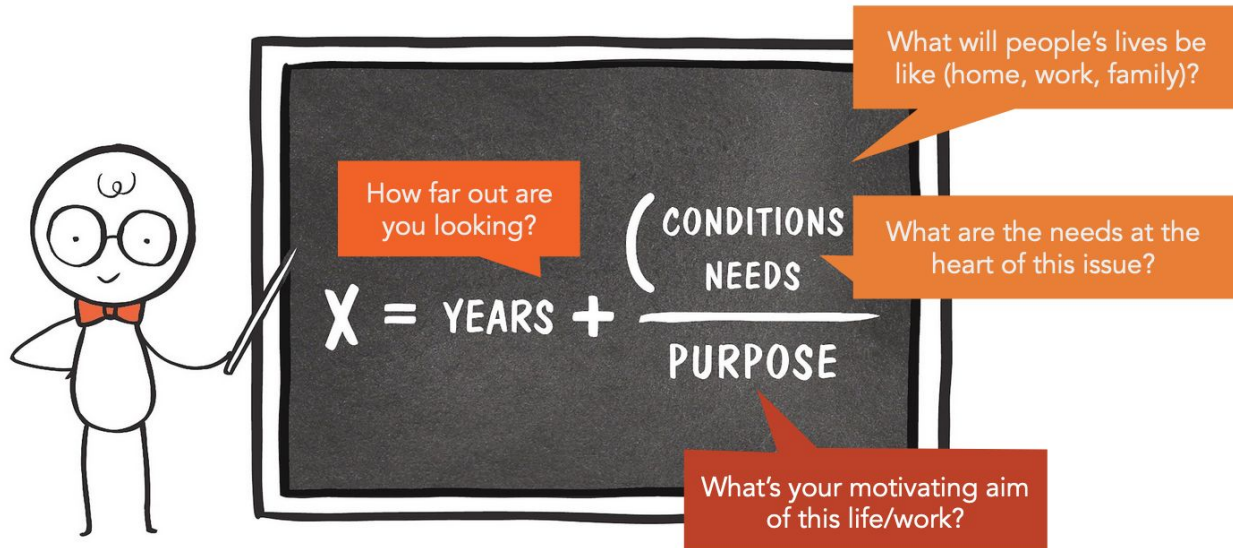 What will people's lives be
like (home, work, family)?
How far out are
you looking?
What are the needs at the
heart of this issue?
X = YEARS + (CONDITIONS
NEEDS
PURPOSE
What's your motivating aim
of this life/work?